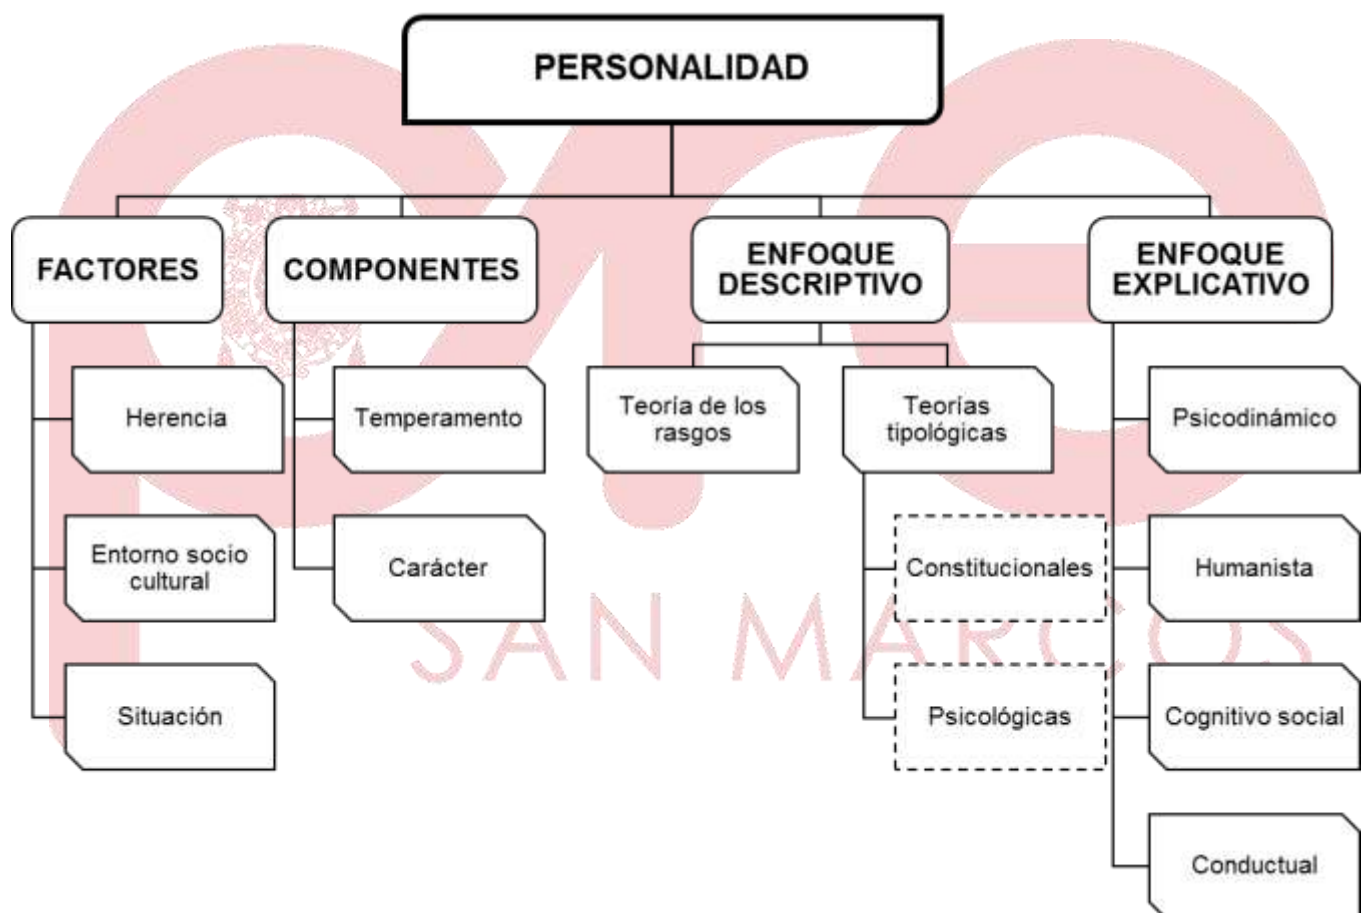 PERSONALIDAD
FACTORES
Herencia
Entorno socio
cultural
Situación
COMPONENTES
Temperamento
Carácter
ENFOQUE
DESCRIPTIVO
Teoría de los
rasgos
Teorías
tipológicas
Constitucionales
Psicológicas
ENFOQUE
EXPLICATIVO
Psicodinámico
Humanista
Cognitivo social
Conductual
pre
SAN MARCOS